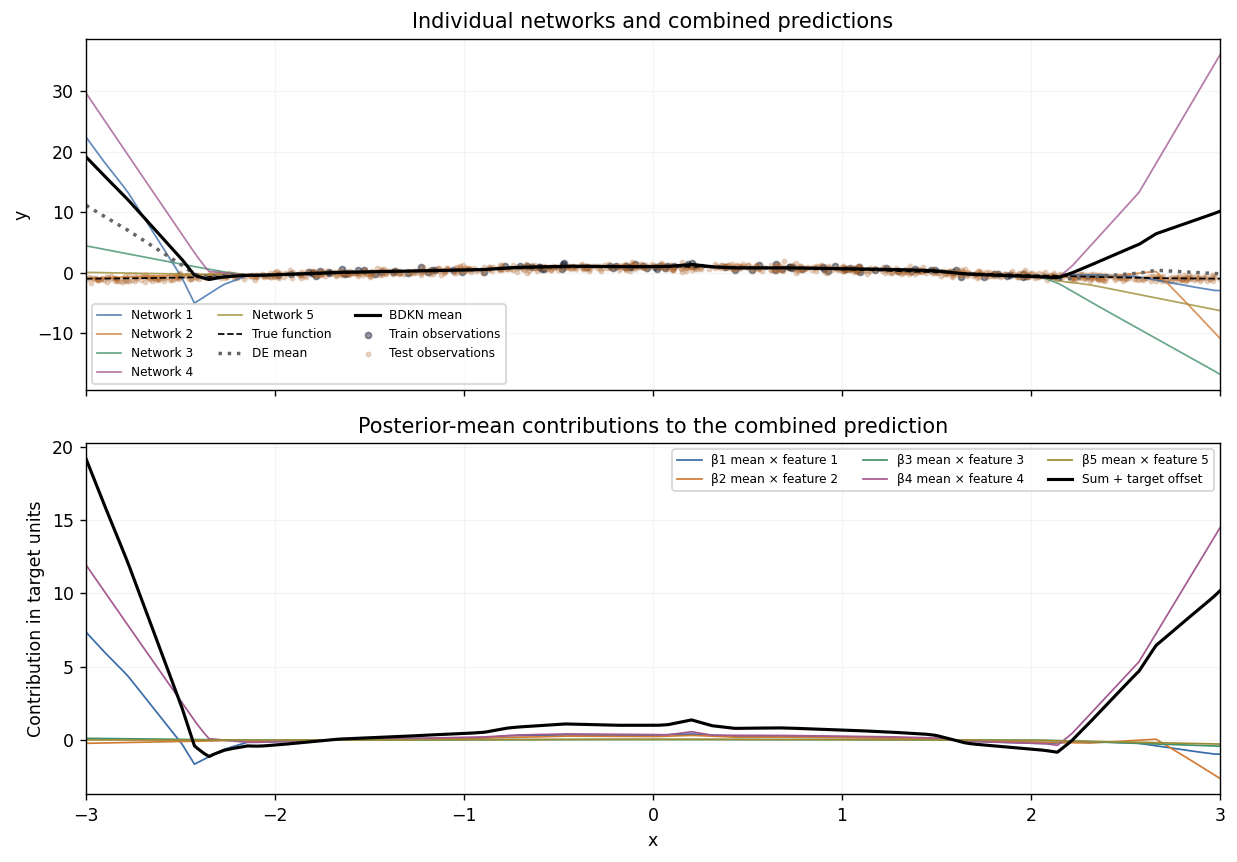 Individual networks and combined predictions
30
20
10
0
−10
y
Network 1
Network 2
Network 3
Network 4
Network 5
True function
DE mean
BDKN mean
Train observations
Test observations
Posterior-mean contributions to the combined prediction
20
15
10
5
0
Contribution in target units
β1 mean × feature 1
β2 mean × feature 2
β3 mean × feature 3
β4 mean × feature 4
β5 mean × feature 5
Sum + target offset
−3 −2 −1 0 1 2 3
x